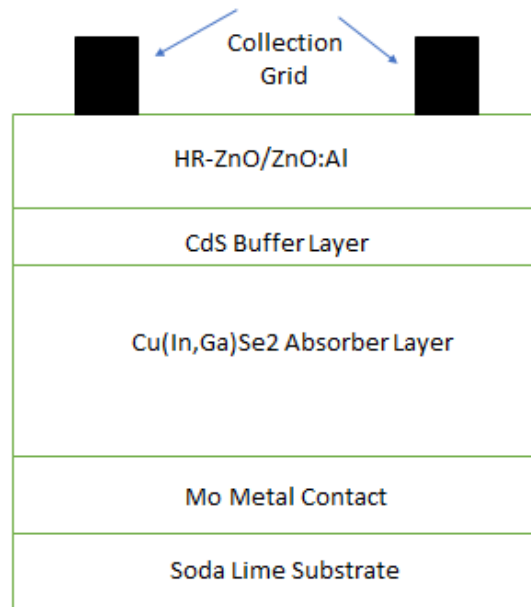 Collection
Grid
HR-ZnO/ZnO:Al
CdS Buffer Layer
Cu(In,Ga)Se2 Absorber Layer
Mo Metal Contact
Soda Lime Substrate